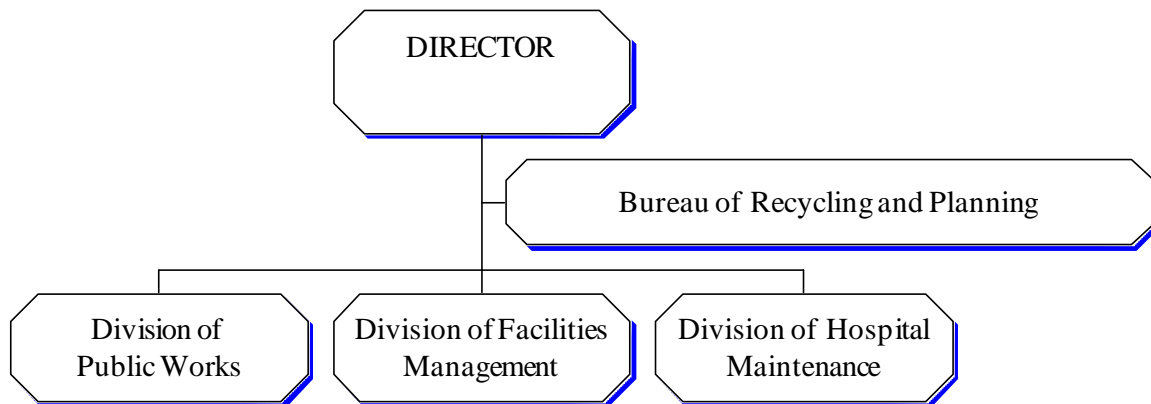 DIRECTOR
Bureau of Recycling and Planning
Division of
Public Works
Division of Facilities
Management
Division of Hospital
Maintenance